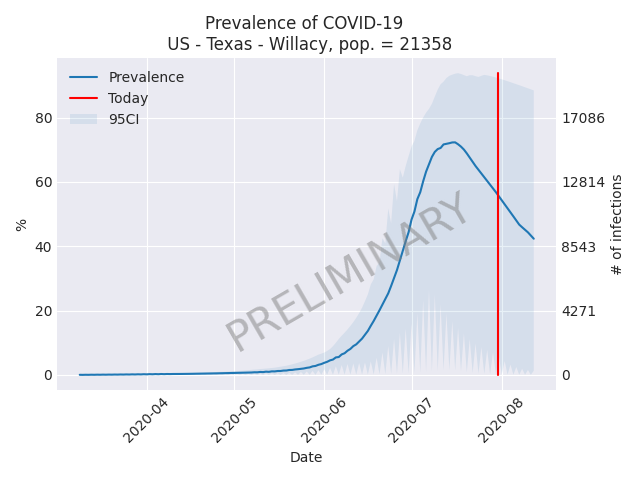 Prevalence of COVID-19
US - Texas - Willacy, pop. = 21358
Prevalence
Today
95CI
80
60
40
20
0
%
17086
12814
8543
4271
0
# of infections
PRELIMINARY
2020-04
2020-05
2020-06
2020-07
2020-08
Date